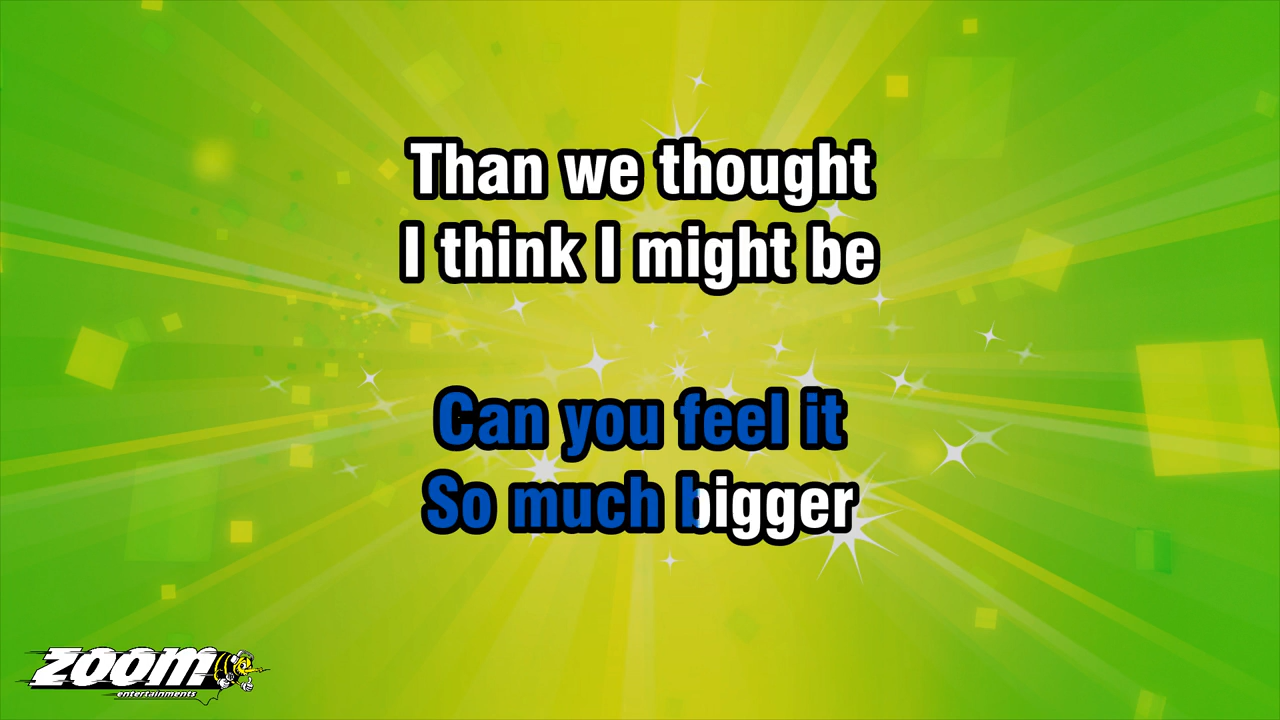 Than we thought
I think I might be
Can you feel it
So much bigger
zoom
entertainments